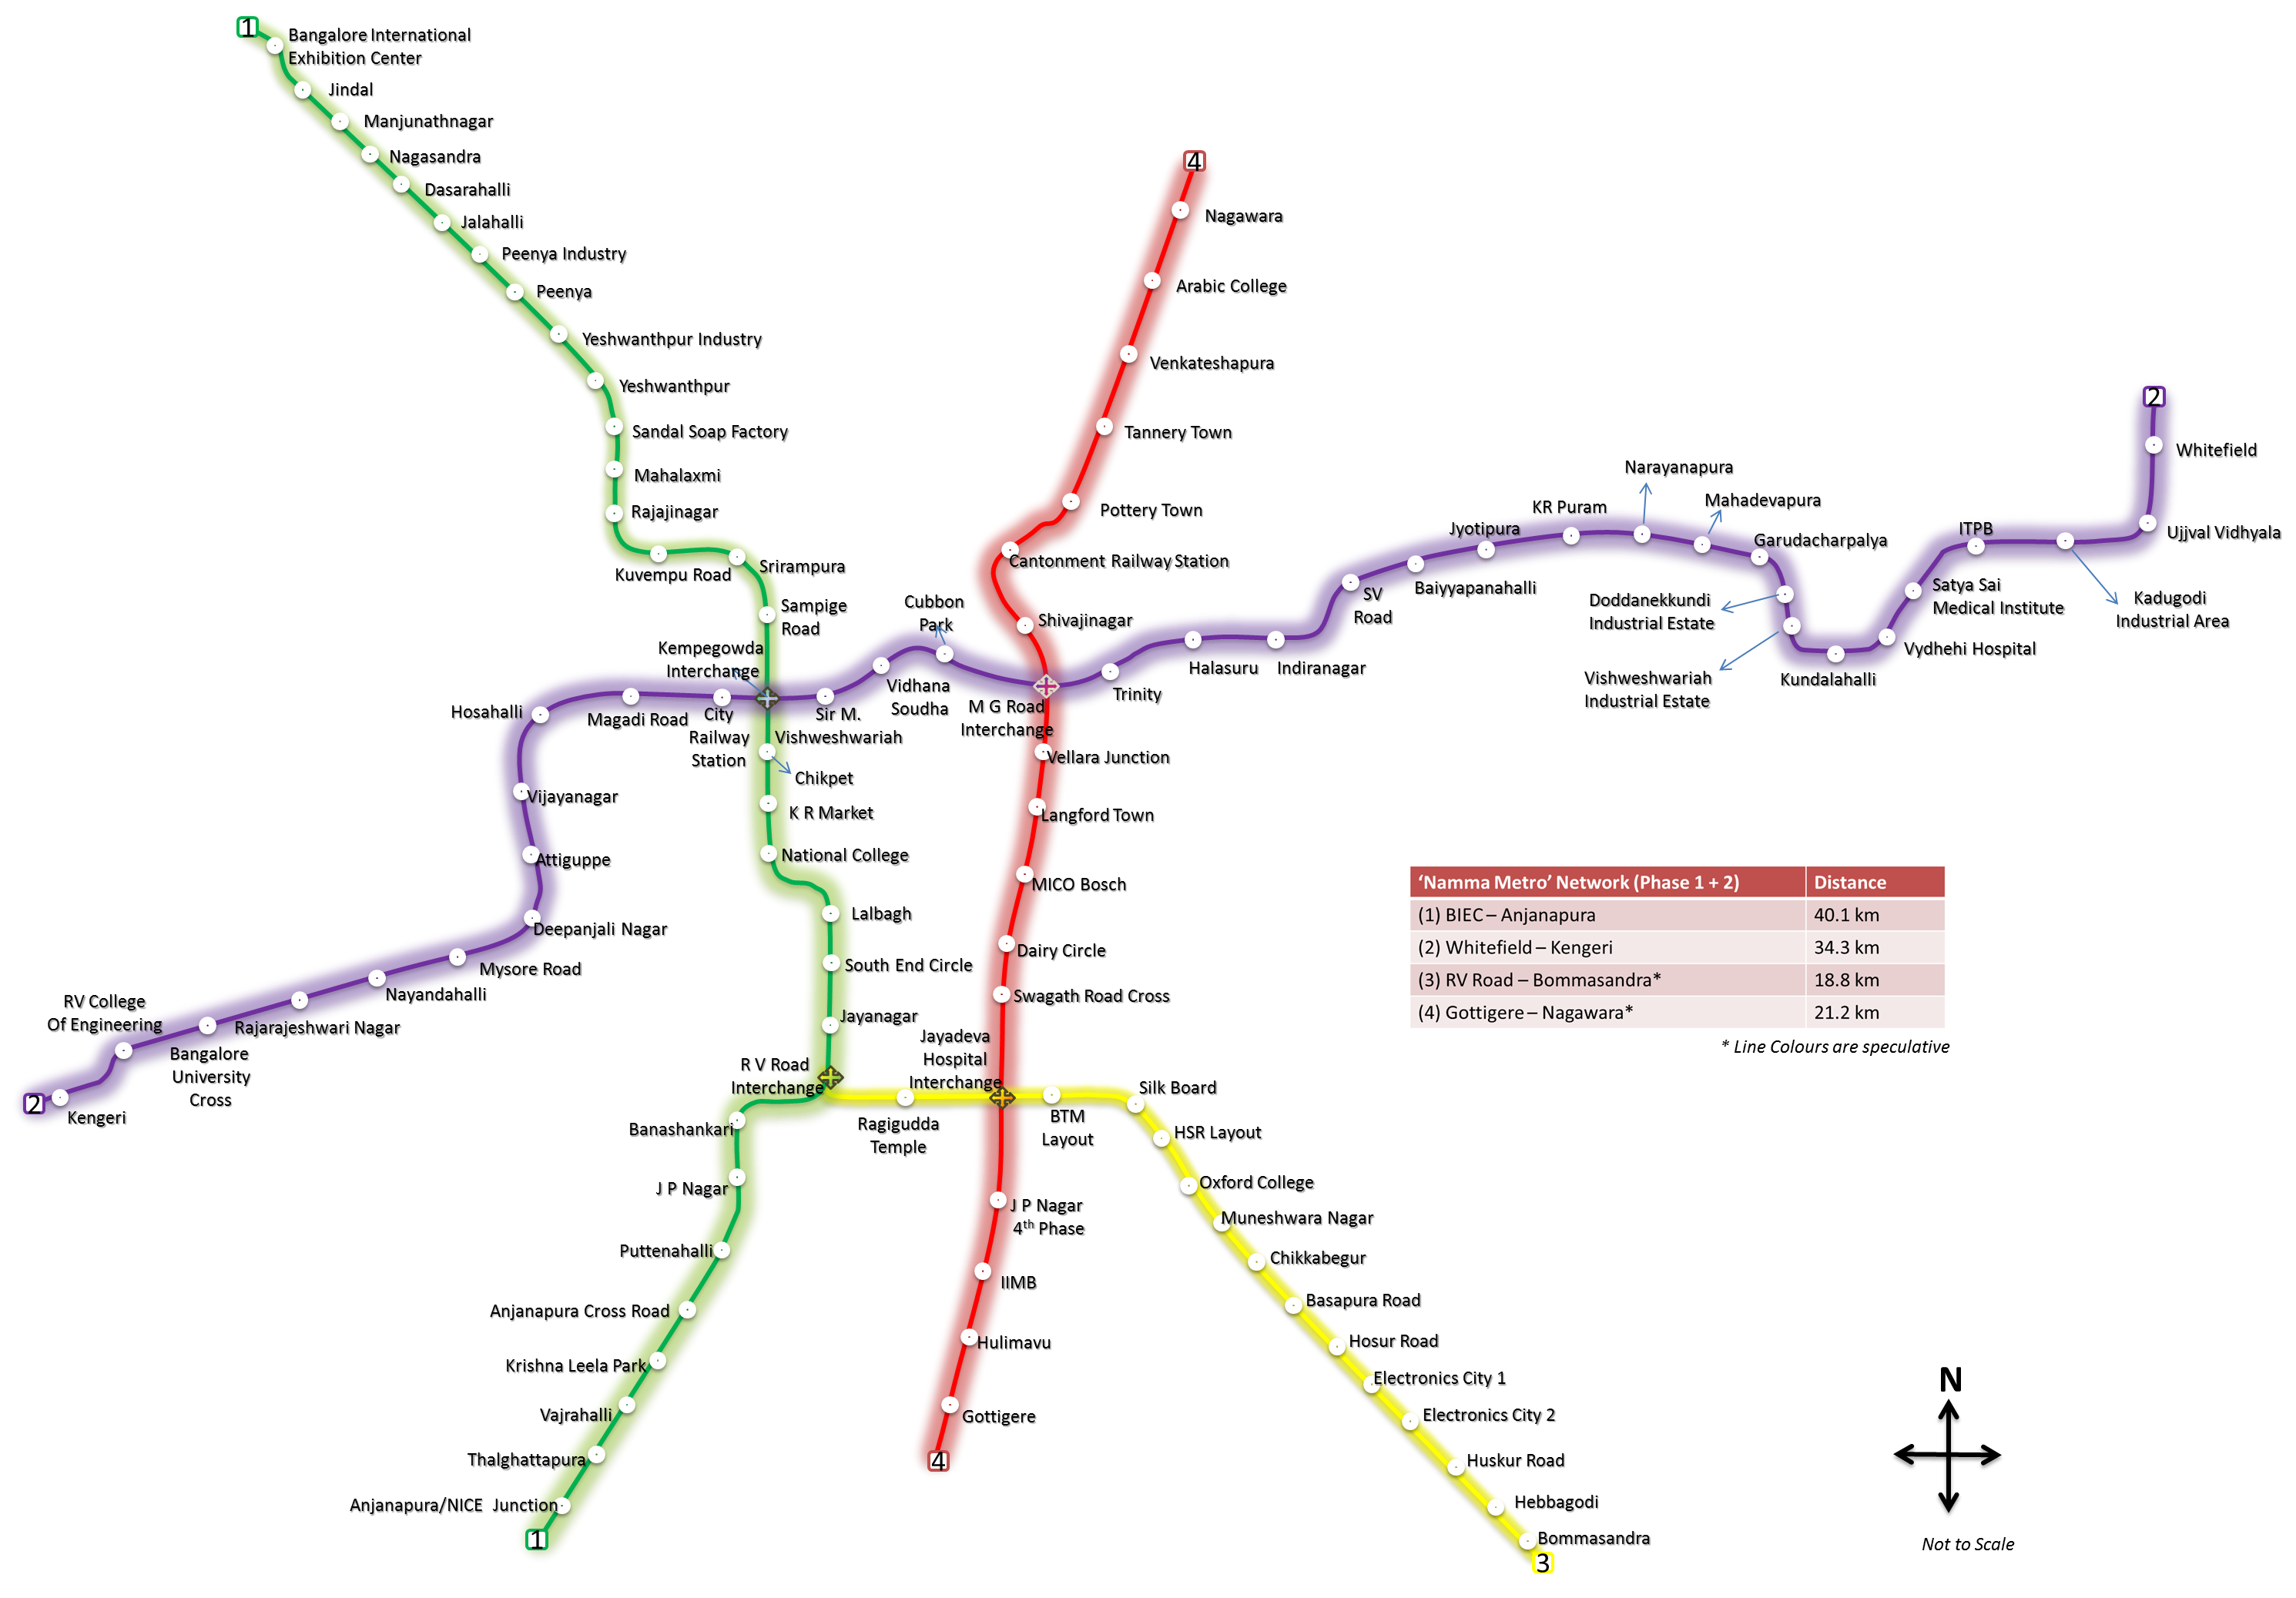 1
Bangalore International
Exhibition Center
Jindal
Manjunathnagar
Nagasandra
Dasarahalli
Jalahalli
Peenya Industry
Peenya
Yeshwanthpur Industry
Yeshwanthpur
Sandal Soap Factory
Mahalaxmi
Rajajinagar
Kuvempu Road
Srirampura
Sampige
Road
Kempegowda
Interchange
Chikpet
K R Market
National College
Lalbagh
South End Circle
Jayanagar
R V Road
Interchange
Banashankari
J P Nagar
Puttenahalli
Anjanapura Cross Road
Krishna Leela Park
Vajrahalli
Thalghattapura
Anjanapura/NICE Junction
1
4
Nagawara
Arabic College
Venkateshapura
Tannery Town
Pottery Town
Cantonment Railway Station
Shivajinagar
M G Road
Interchange
Vellara Junction
Langford Town
MICO Bosch
Dairy Circle
Swagath Road Cross
Jayadeva
Hospital
Interchange
J P Nagar
4th Phase
IIMB
Hulimavu
Gottigere
4
2
Whitefield
Ujjval Vidhyala
Kadugodi
Industrial Area
ITPB
Satya Sai
Medical Institute
Vydhehi Hospital
Kundalahalli
Vishweshwariah
Industrial Estate
Doddanekkundi
Industrial Estate
Garudacharpalya
Mahadevapura
Narayanapura
KR Puram
Jyotipura
Baiyyapanahalli
SV
Road
Indiranagar
Halasuru
Trinity
Cubbon
Park
Vidhana
Soudha
Sir M.
Vishweshwariah
City
Railway
Station
Magadi Road
Hosahalli
Vijayanagar
Attiguppe
Deepanjali Nagar
Mysore Road
Nayandahalli
Rajarajeshwari Nagar
Bangalore
University
Cross
RV College
Of Engineering
Kengeri
2
Ragigudda
Temple
BTM
Layout
Silk Board
HSR Layout
Oxford College
Muneshwara Nagar
Chikkabegur
Basapura Road
Hosur Road
Electronics City 1
Electronics City 2
Huskur Road
Hebbagodi
Bommasandra
3
‘Namma Metro’ Network (Phase 1 + 2) Distance
(1) BIEC – Anjanapura 40.1 km
(2) Whitefield – Kengeri 34.3 km
(3) RV Road – Bommasandra* 18.8 km
(4) Gottigere – Nagawara* 21.2 km
* Line Colours are speculative
N
Not to Scale